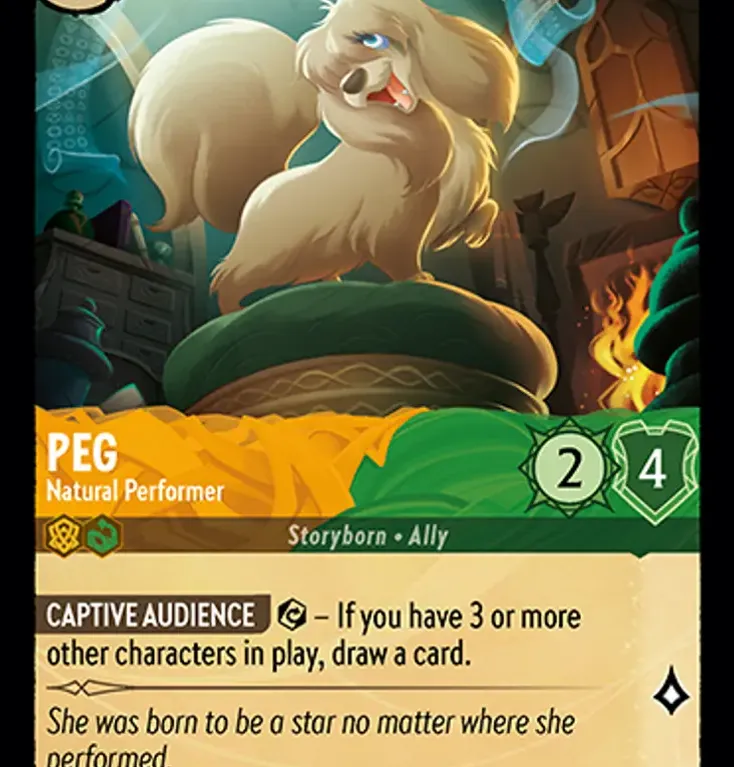 PEG
2
4
Natural Performer
Storyborn • Ally
CAPTIVE AUDIENCE – If you have 3 or more
other characters in play, draw a card.
She was born to be a star no matter where she
performed.